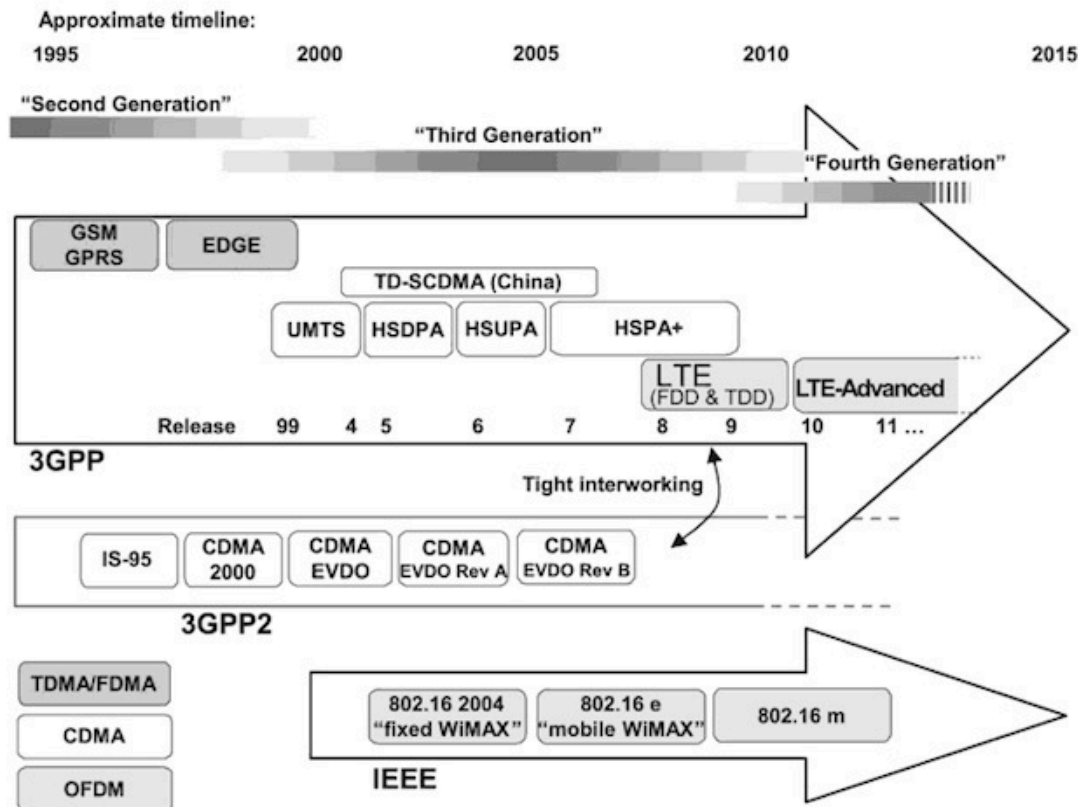 Approximate timeline:
1995 2000 2005 2010 2015
“Second Generation”
“Third Generation”
“Fourth Generation”
GSM
GPRS
EDGE
TD-SCDMA (China)
UMTS
HSDPA
HSUPA
HSPA+
LTE
(FDD & TDD)
LTE-Advanced
Release 99 4 5 6 7 8 9 10 11 ...
3GPP
Tight interworking
IS-95
CDMA
2000
CDMA
EVDO
CDMA
EVDO Rev A
CDMA
EVDO Rev B
3GPP2
TDMA/FDMA
CDMA
OFDM
802.16 2004
“fixed WiMAX”
802.16 e
“mobile WiMAX”
802.16 m
IEEE